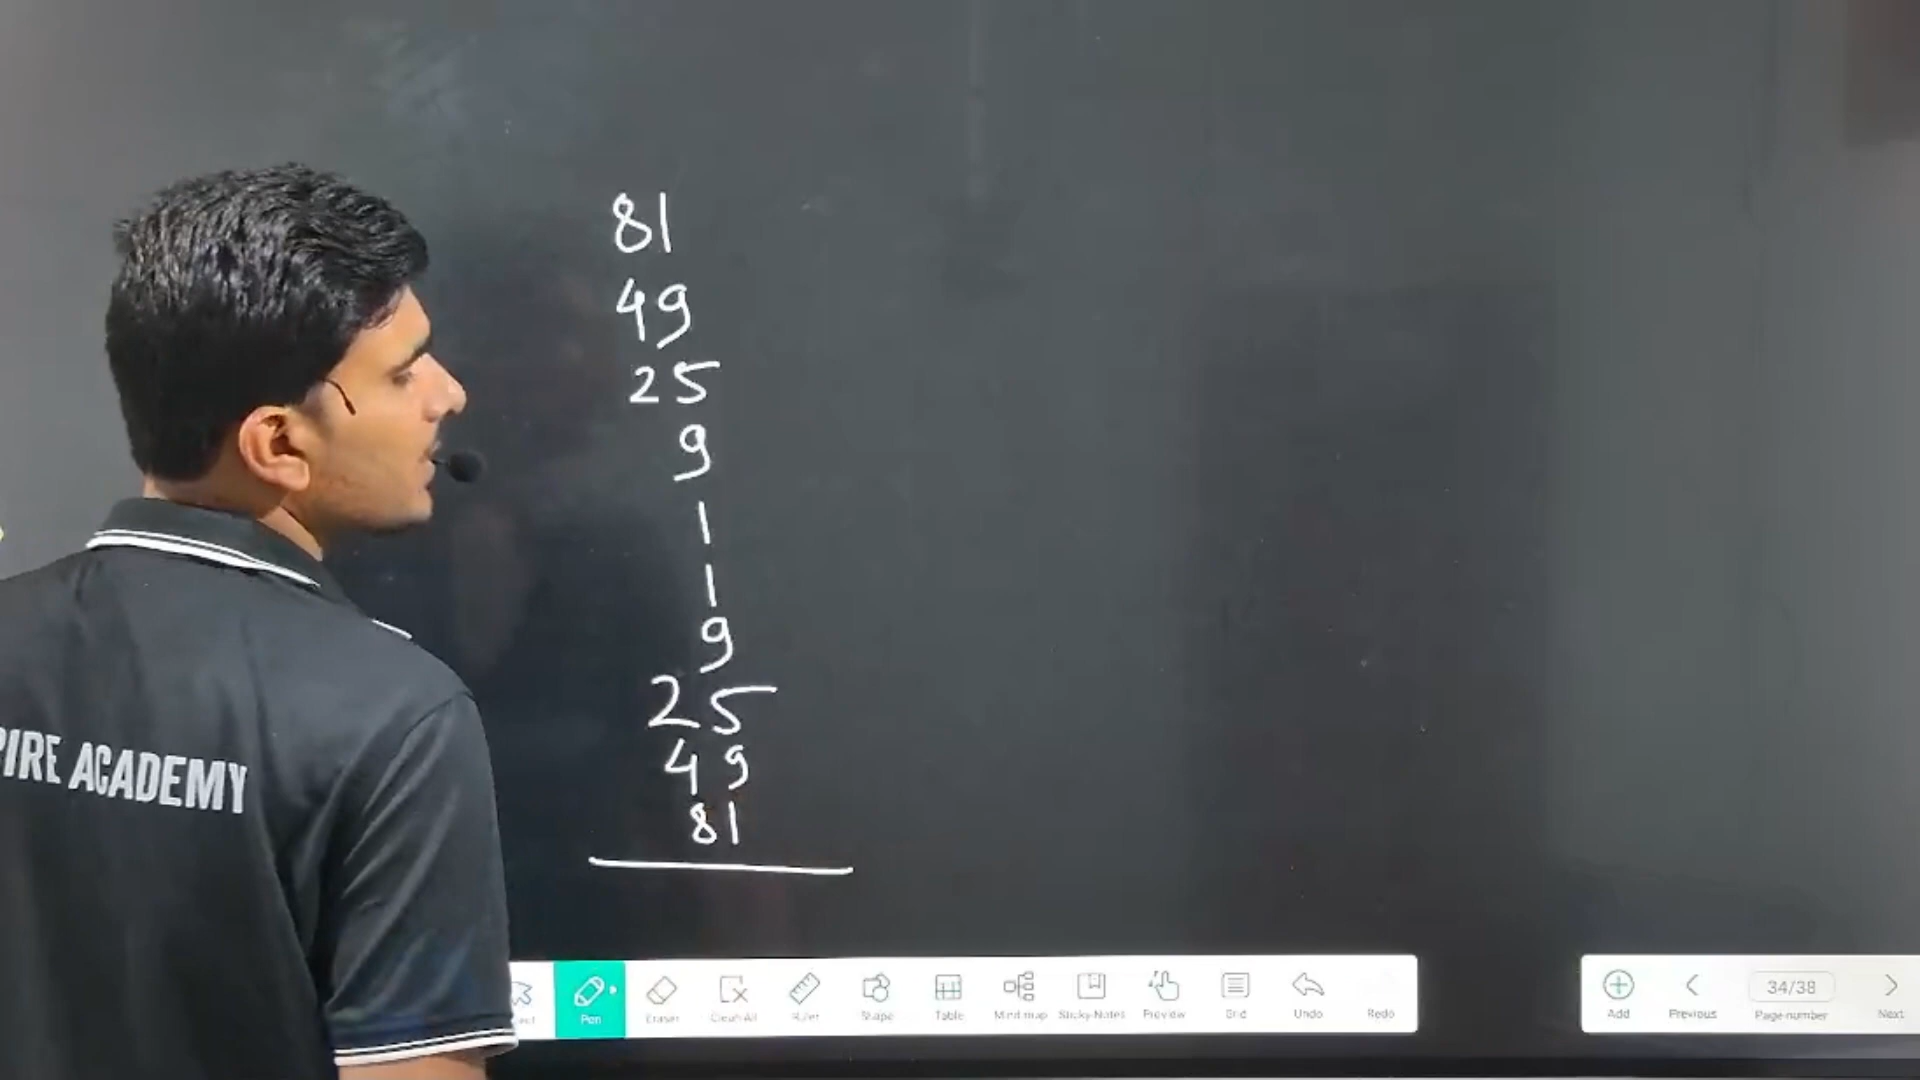 81
49
25
9
1
1
9
25
49
81
ACADEMY
Pen
Eraser
Clean All
Ruler
Shape
Table
Mind map
Sticky-Notes
Preview
Grid
Undo
Redo
Add
Previous
34/38
Page number
Next